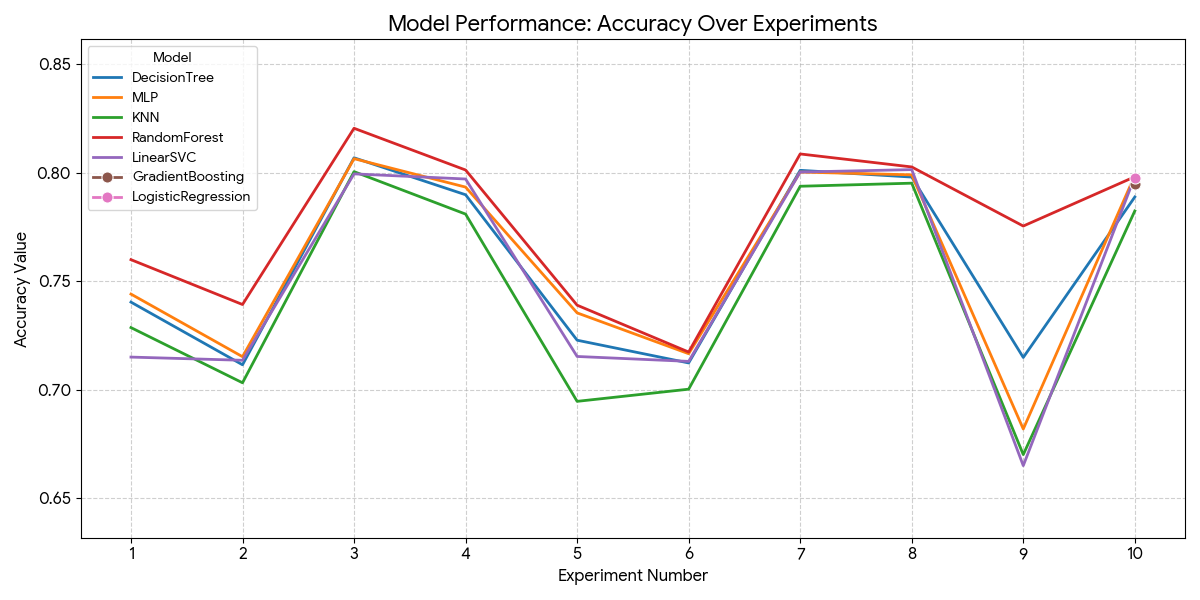 Model Performance: Accuracy Over Experiments
Model
DecisionTree
MLP
KNN
RandomForest
LinearSVC
GradientBoosting
LogisticRegression
Accuracy Value
0.85
0.80
0.75
0.70
0.65
1 2 3 4 5 6 7 8 9 10
Experiment Number